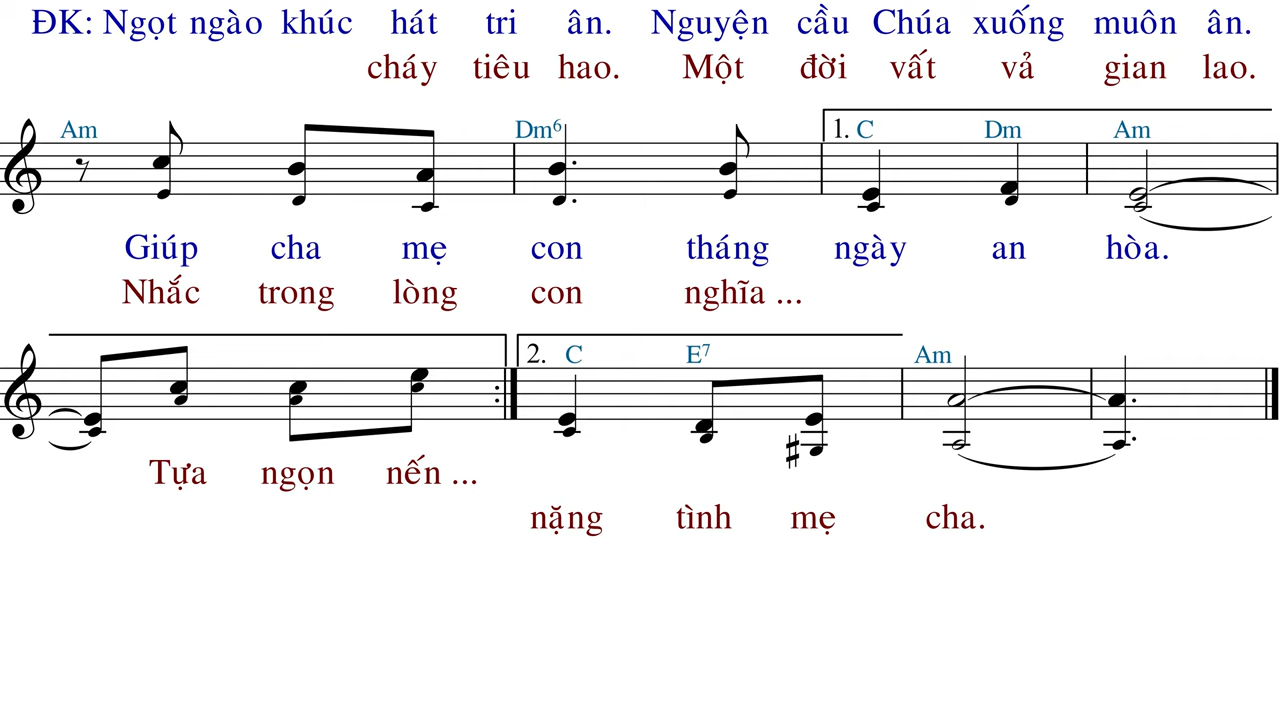 ĐK: Ngọt ngào khúc hát tri ân. Nguyện cầu Chúa xuống muôn ân.
cháy tiêu hao. Một đời vất vả gian lao.
Am Dm6 1. C Dm Am
Giúp cha mẹ con tháng ngày an hòa.
Nhắc trong lòng con nghĩa ...
2. C E7 Am
Tựa ngọn nến ...
nặng tình mẹ cha.